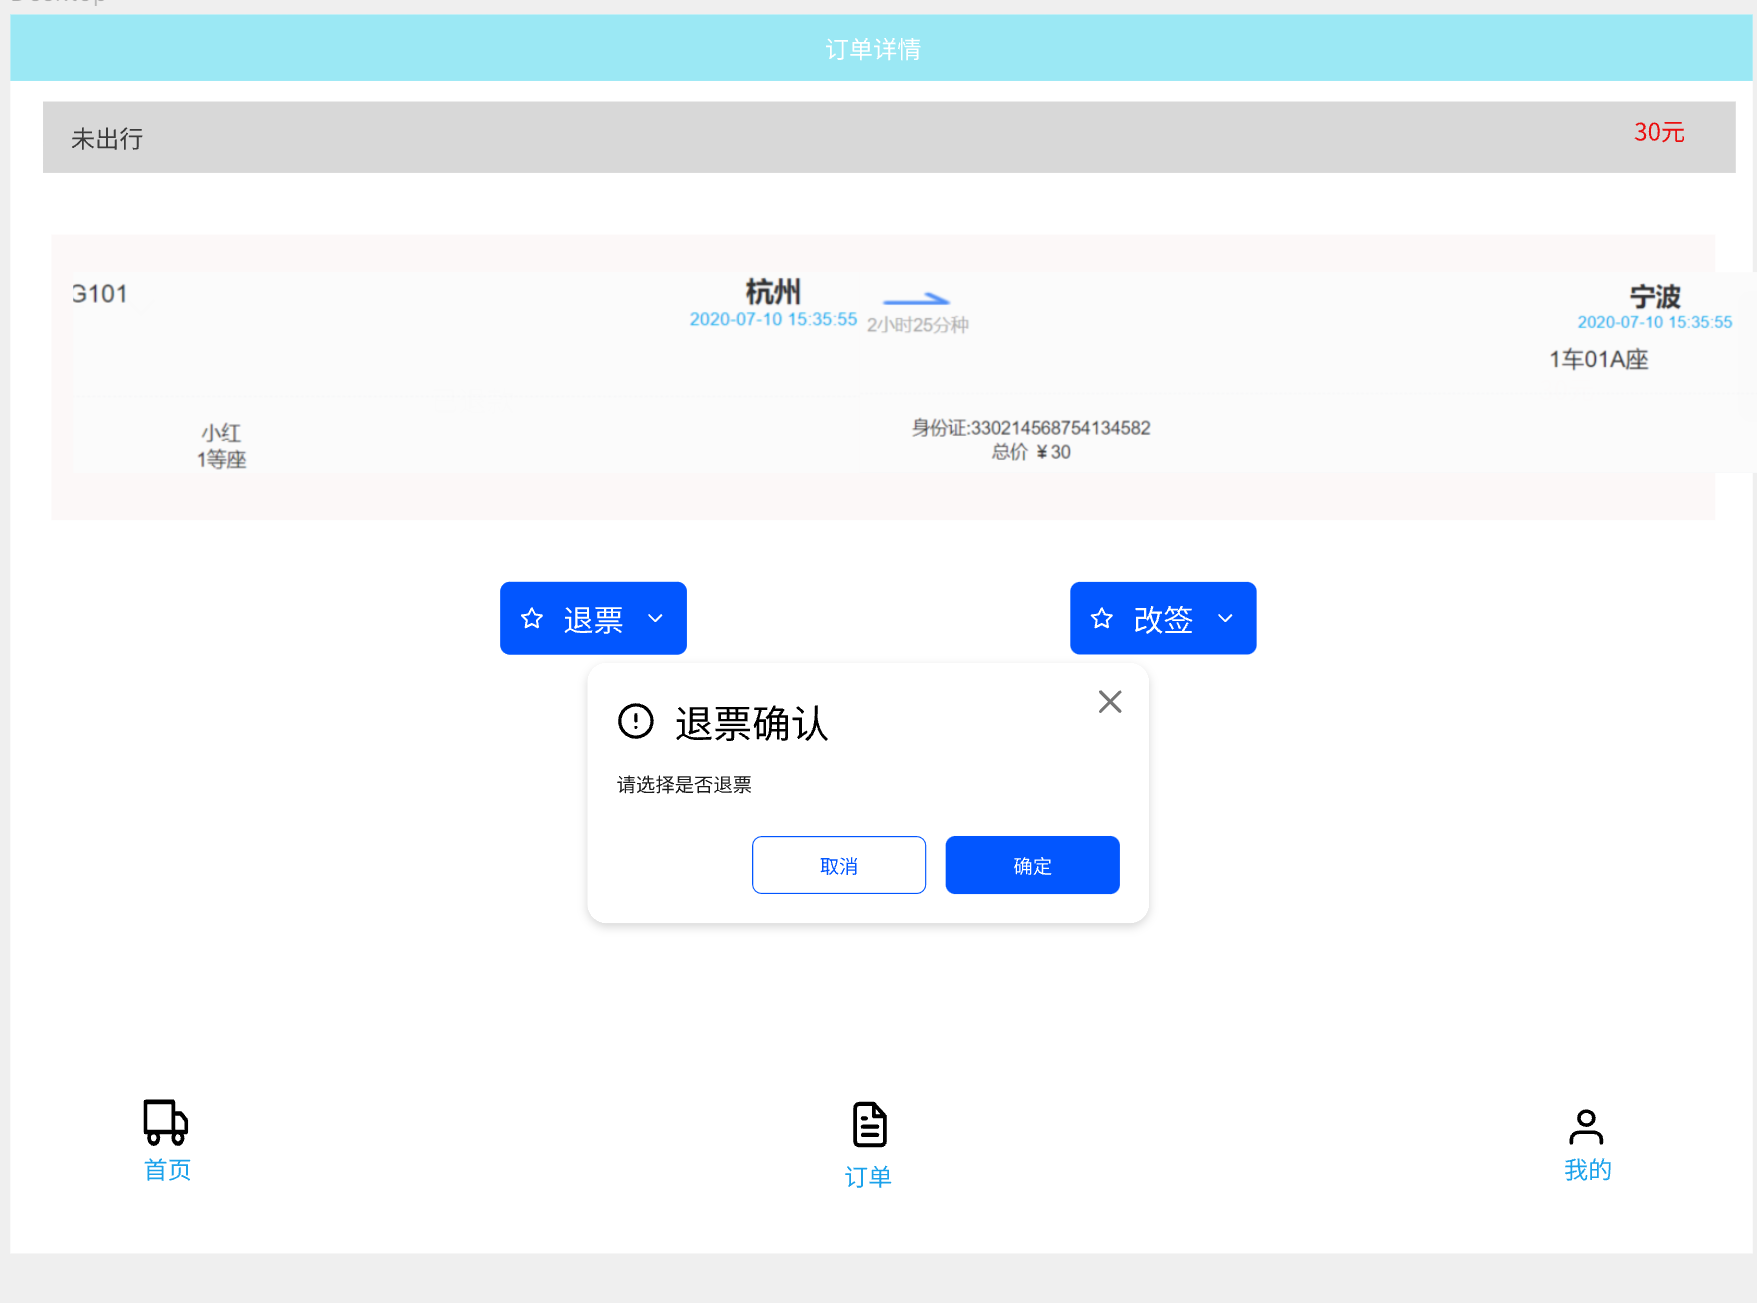 订单详情
未出行
30元
G101
杭州
宁波
2020-07-10 15:35:55
2小时25分种
2020-07-10 15:35:55
1车01A座
小红
身份证:330214568754134582
1等座
总价 ¥30
退票
改签
退票确认
请选择是否退票
取消
确定
首页
订单
我的